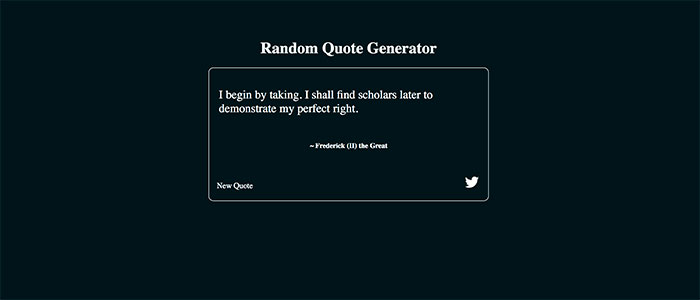 Random Quote Generator
I begin by taking. I shall find scholars later to
demonstrate my perfect right.
~ Frederick (II) the Great
New Quote